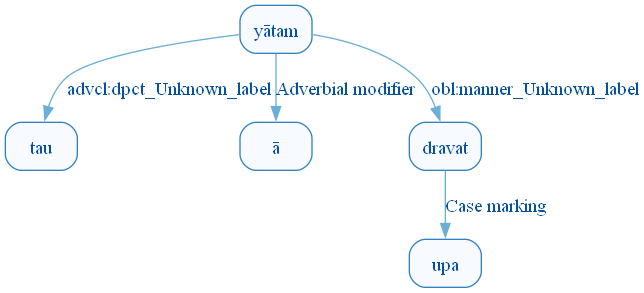 yātam
advcl:dpct_Unknown_label Adverbial modifier obl:manner_Unknown_label
tau ā dravat
Case marking
upa